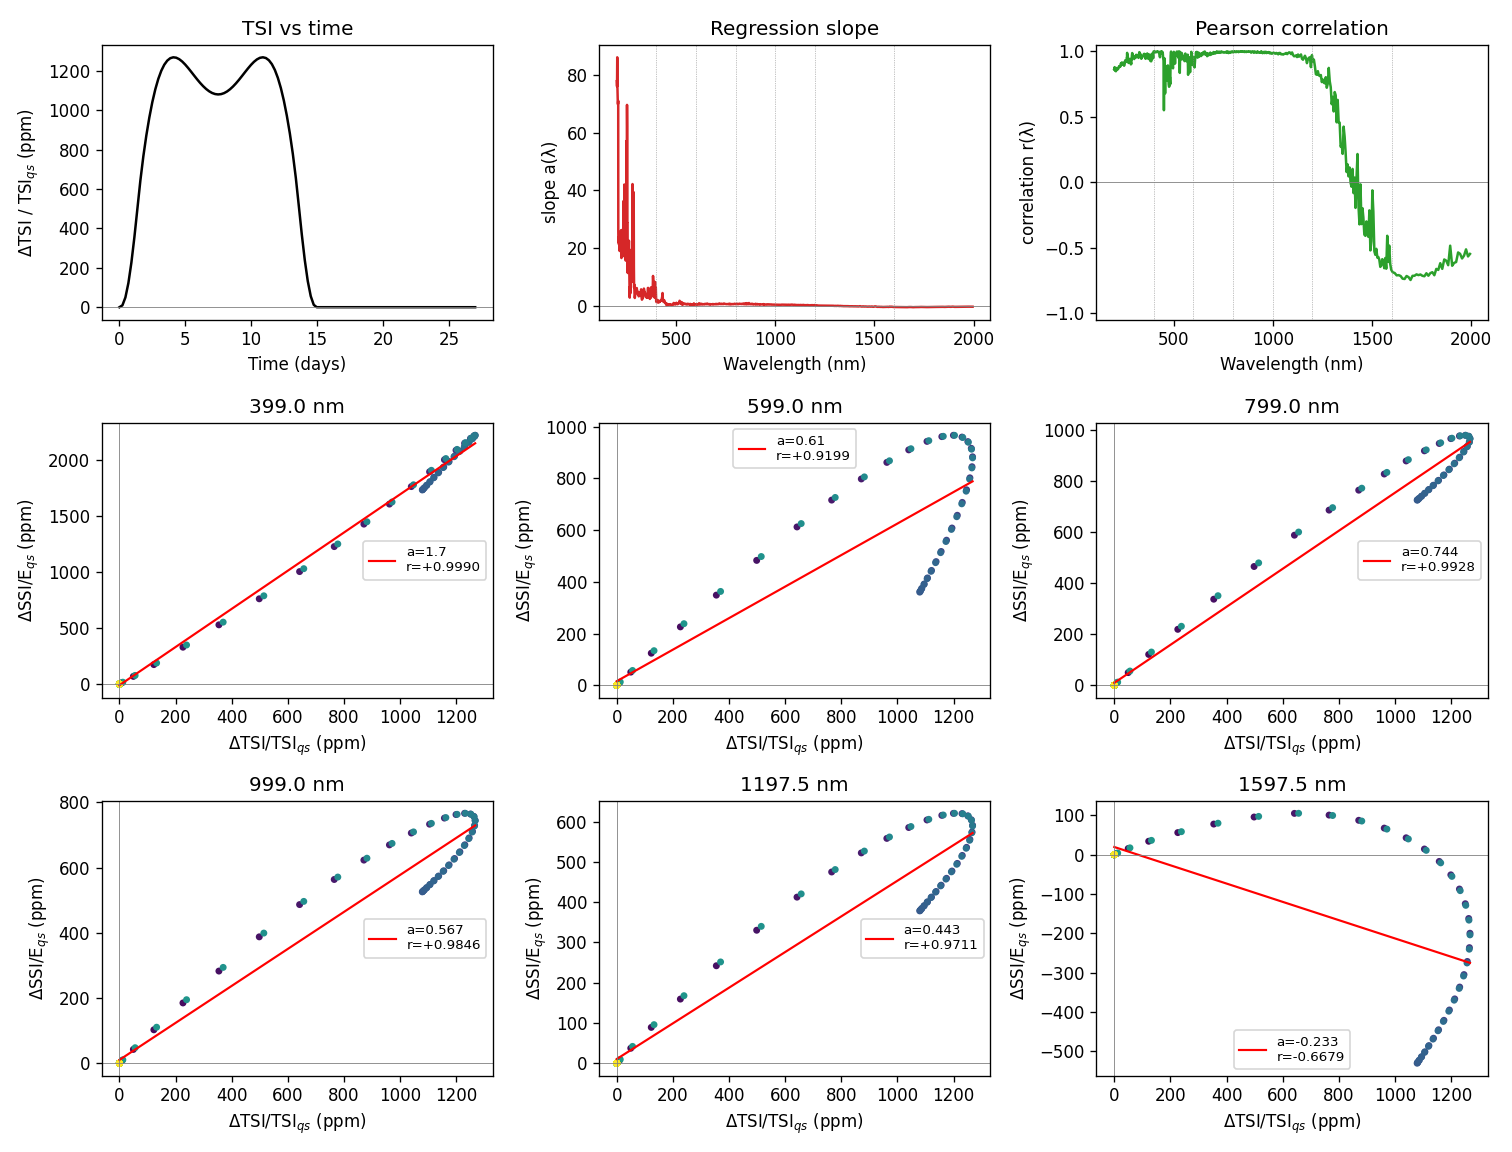 TSI vs time
ΔTSI / TSI_qs (ppm)
1200
1000
800
600
400
200
0
0 5 10 15 20 25
Time (days)
Regression slope
slope a(λ)
80
60
40
20
0
500 1000 1500 2000
Wavelength (nm)
Pearson correlation
correlation r(λ)
1.0
0.5
0.0
−0.5
−1.0
500 1000 1500 2000
Wavelength (nm)
399.0 nm
ΔSSI/E_qs (ppm)
2000
1500
1000
500
0
a=1.7
r=+0.9990
0 200 400 600 800 1000 1200
ΔTSI/TSI_qs (ppm)
599.0 nm
ΔSSI/E_qs (ppm)
1000
800
600
400
200
0
a=0.61
r=+0.9199
0 200 400 600 800 1000 1200
ΔTSI/TSI_qs (ppm)
799.0 nm
ΔSSI/E_qs (ppm)
1000
800
600
400
200
0
a=0.744
r=+0.9928
0 200 400 600 800 1000 1200
ΔTSI/TSI_qs (ppm)
999.0 nm
ΔSSI/E_qs (ppm)
800
600
400
200
0
a=0.567
r=+0.9846
0 200 400 600 800 1000 1200
ΔTSI/TSI_qs (ppm)
1197.5 nm
ΔSSI/E_qs (ppm)
600
500
400
300
200
100
0
a=0.443
r=+0.9711
0 200 400 600 800 1000 1200
ΔTSI/TSI_qs (ppm)
1597.5 nm
ΔSSI/E_qs (ppm)
100
0
−100
−200
−300
−400
−500
a=-0.233
r=-0.6679
0 200 400 600 800 1000 1200
ΔTSI/TSI_qs (ppm)